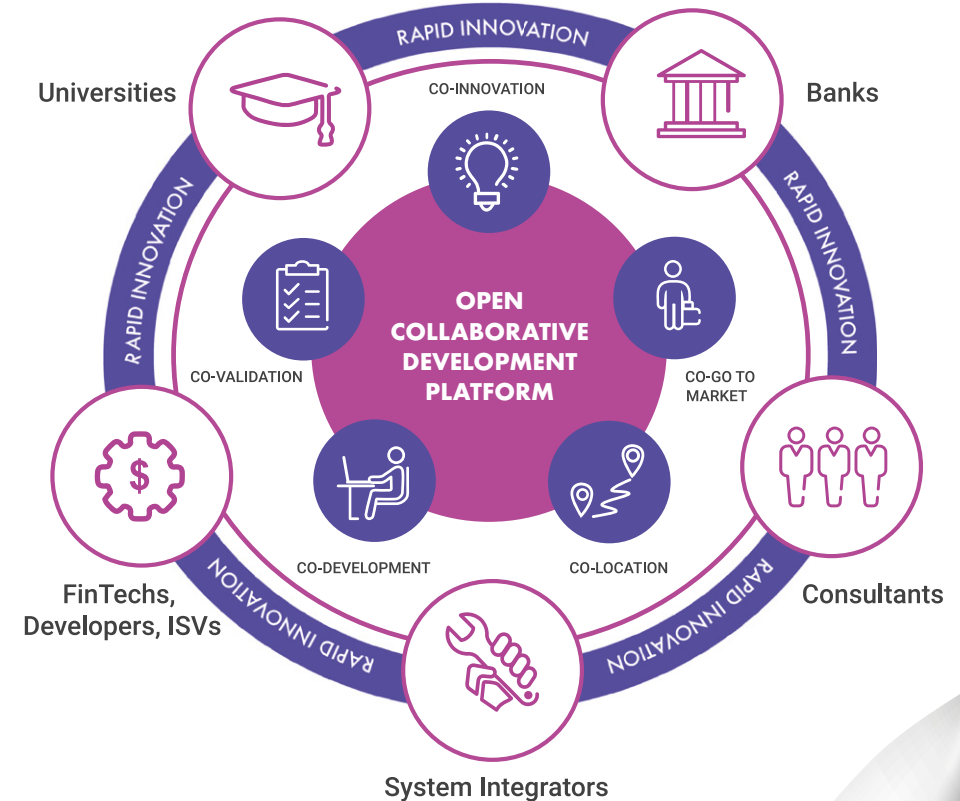 RAPID INNOVATION
Universities
Banks
CO-INNOVATION
RAPID INNOVATION
RAPID INNOVATION
OPEN
COLLABORATIVE
DEVELOPMENT
PLATFORM
CO-VALIDATION
CO-GO TO
MARKET
$
CO-DEVELOPMENT
CO-LOCATION
FinTechs,
Developers, ISVs
Consultants
RAPID INNOVATION
RAPID INNOVATION
System Integrators